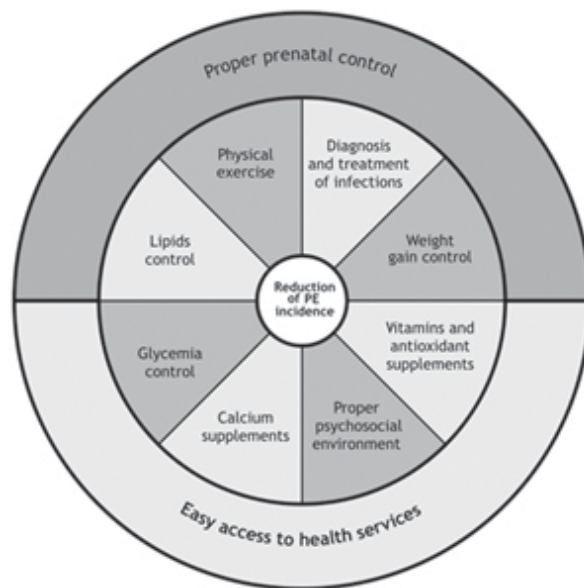 Proper prenatal control
Physical
exercise
Diagnosis
and treatment
of infections
Lipids
control
Weight
gain control
Reduction
of PE
incidence
Glycemia
control
Vitamins and
antioxidant
supplements
Calcium
supplements
Proper
psychosocial
environment
Easy access to health services